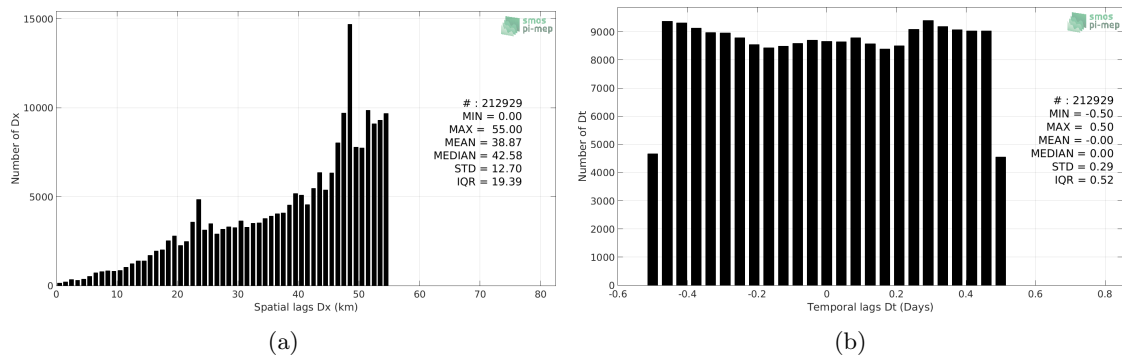 15000
10000
5000
0
0
10
20
30
40
50
60
70
80
Number of Dx
Spatial lags Dx (km)
smos
pi-mep
# : 212929
MIN = 0.00
MAX = 55.00
MEAN = 38.87
MEDIAN = 42.58
STD = 12.70
IQR = 19.39
(a)
9000
8000
7000
6000
5000
4000
3000
2000
1000
0
-0.6
-0.4
-0.2
0
0.2
0.4
0.6
0.8
Number of Dt
Temporal lags Dt (Days)
smos
pi-mep
# : 212929
MIN = -0.50
MAX = 0.50
MEAN = -0.00
MEDIAN = 0.00
STD = 0.29
IQR = 0.52
(b)